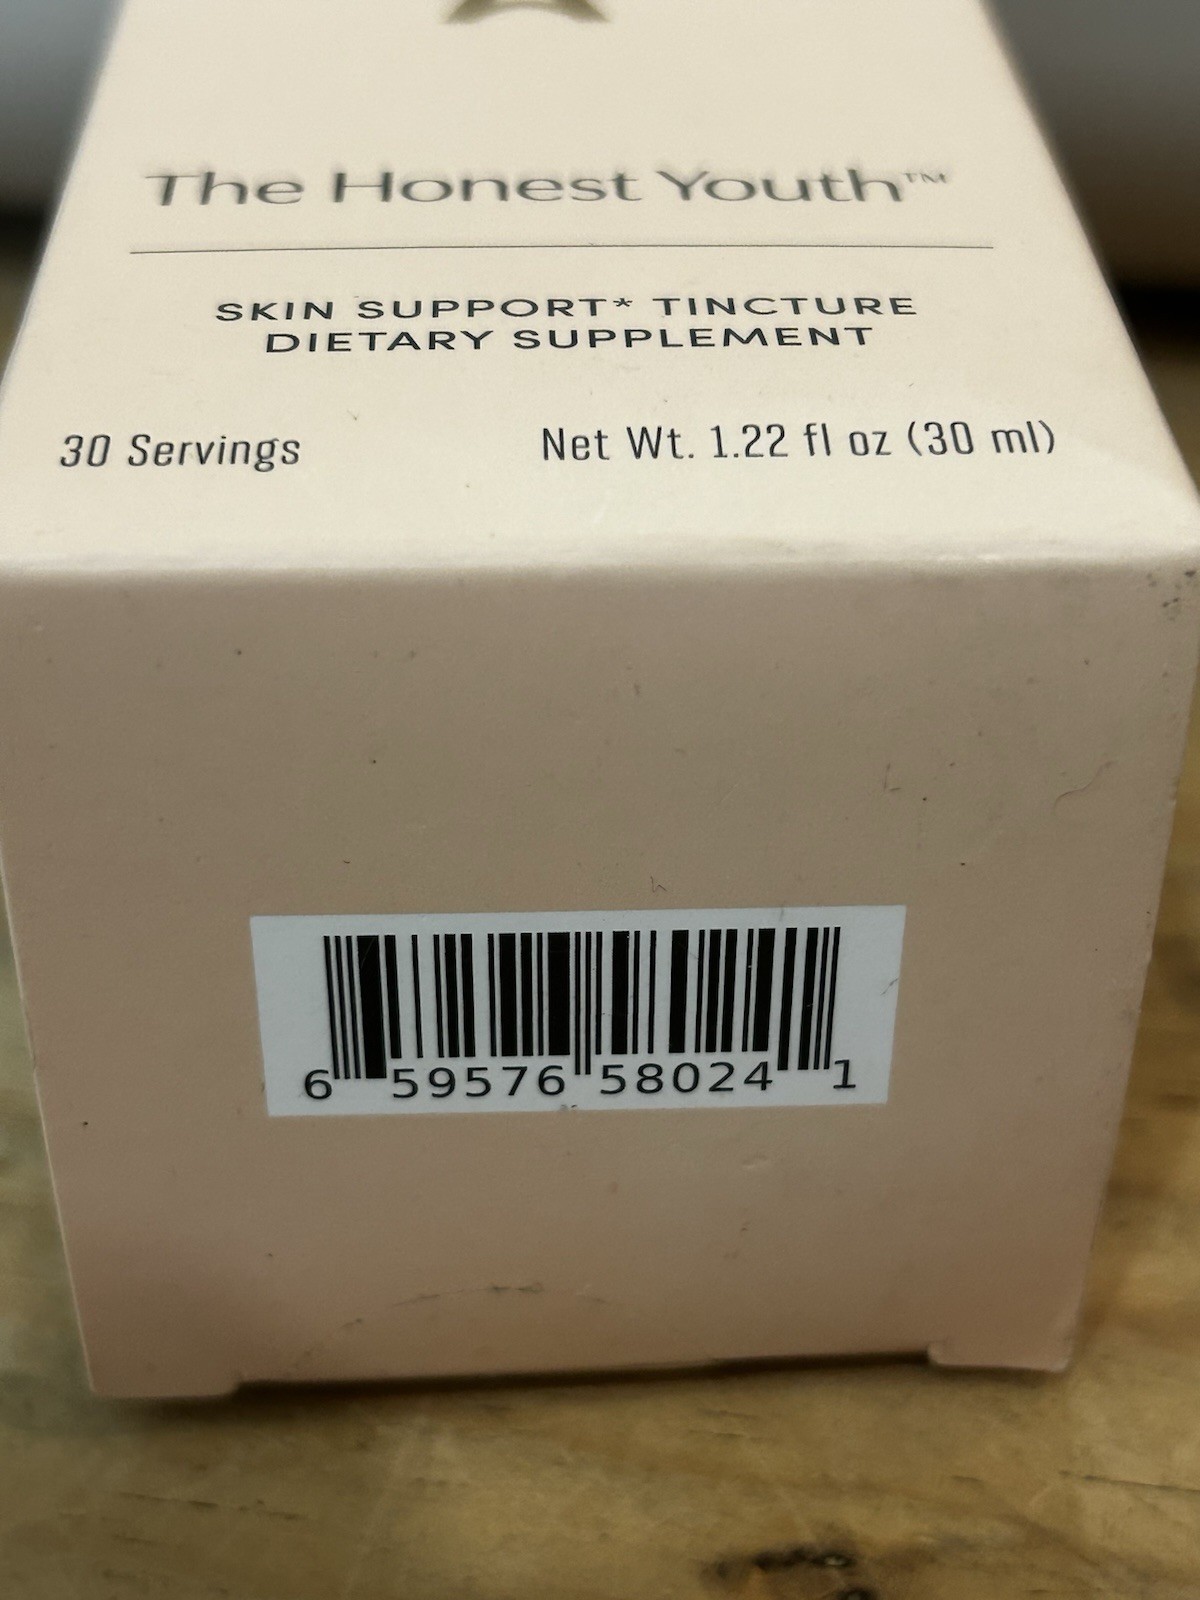 The Honest Youth™
SKIN SUPPORT* TINCTURE
DIETARY SUPPLEMENT
30 Servings
Net Wt. 1.22 fl oz (30 ml)
6 59576 58024 1